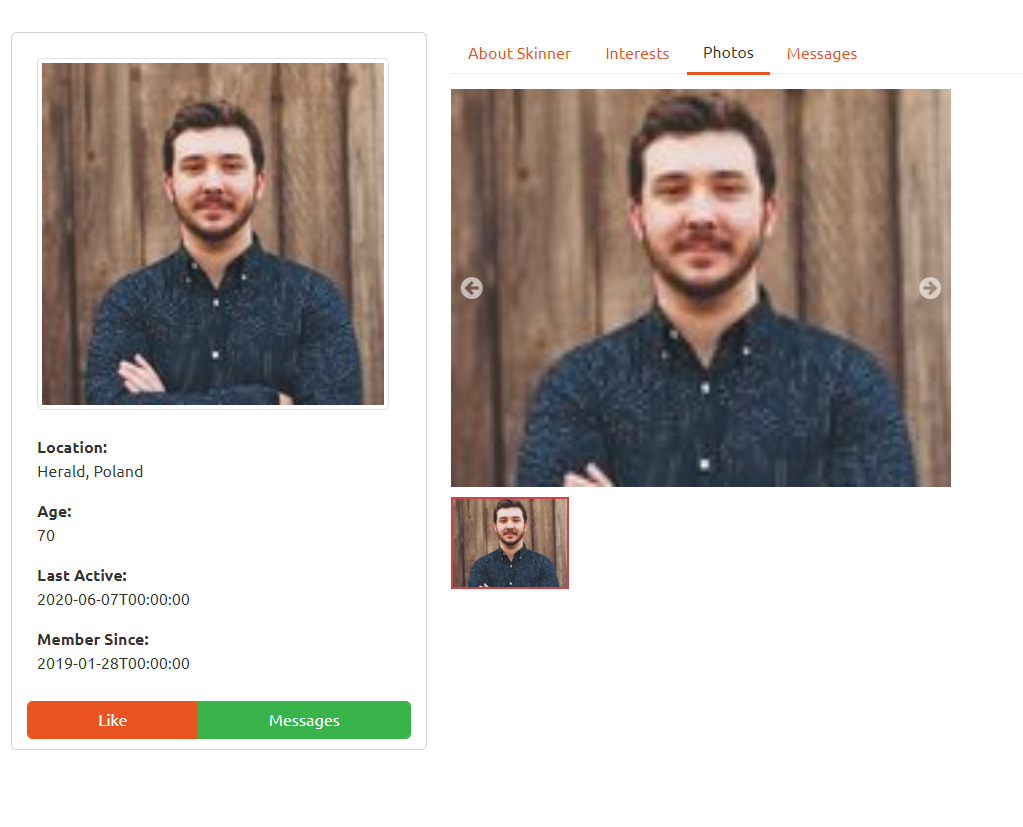 About Skinner
Interests
Photos
Messages
Location:
Herald, Poland
Age:
70
Last Active:
2020-06-07T00:00:00
Member Since:
2019-01-28T00:00:00
Like
Messages